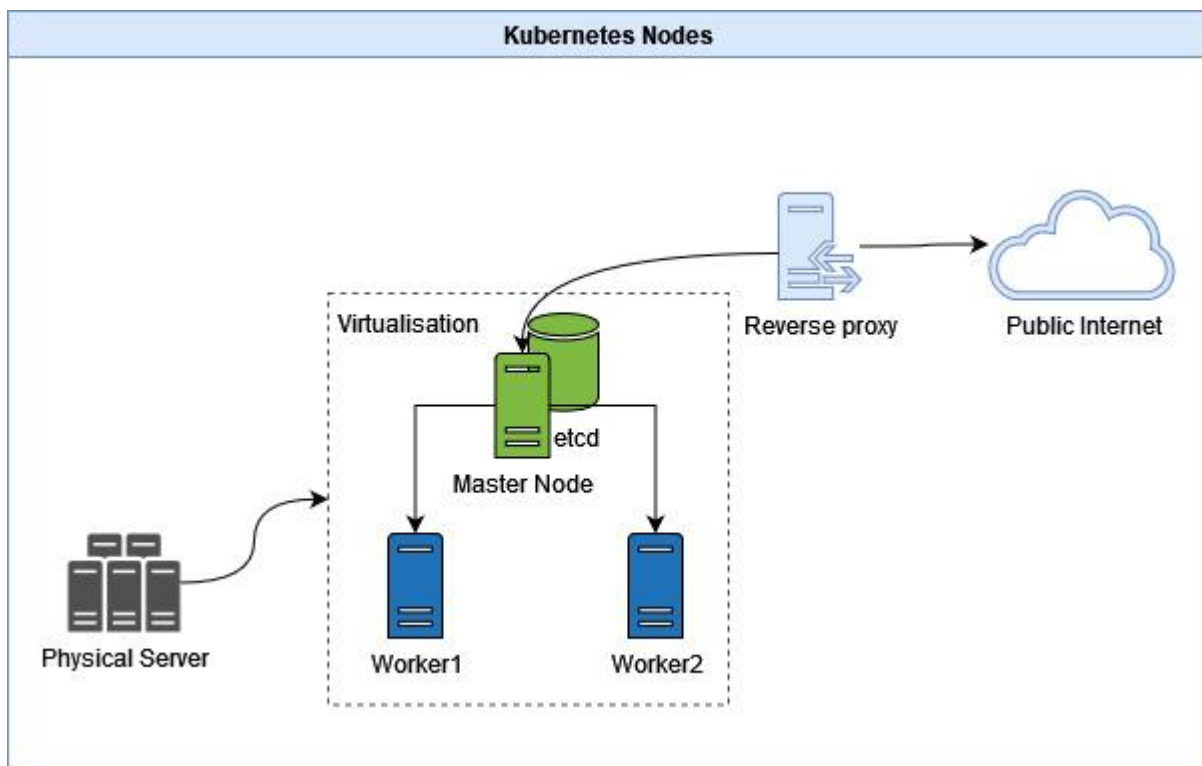 Kubernetes Nodes
Virtualisation
Reverse proxy
Public Internet
etcd
Master Node
Physical Server
Worker1
Worker2